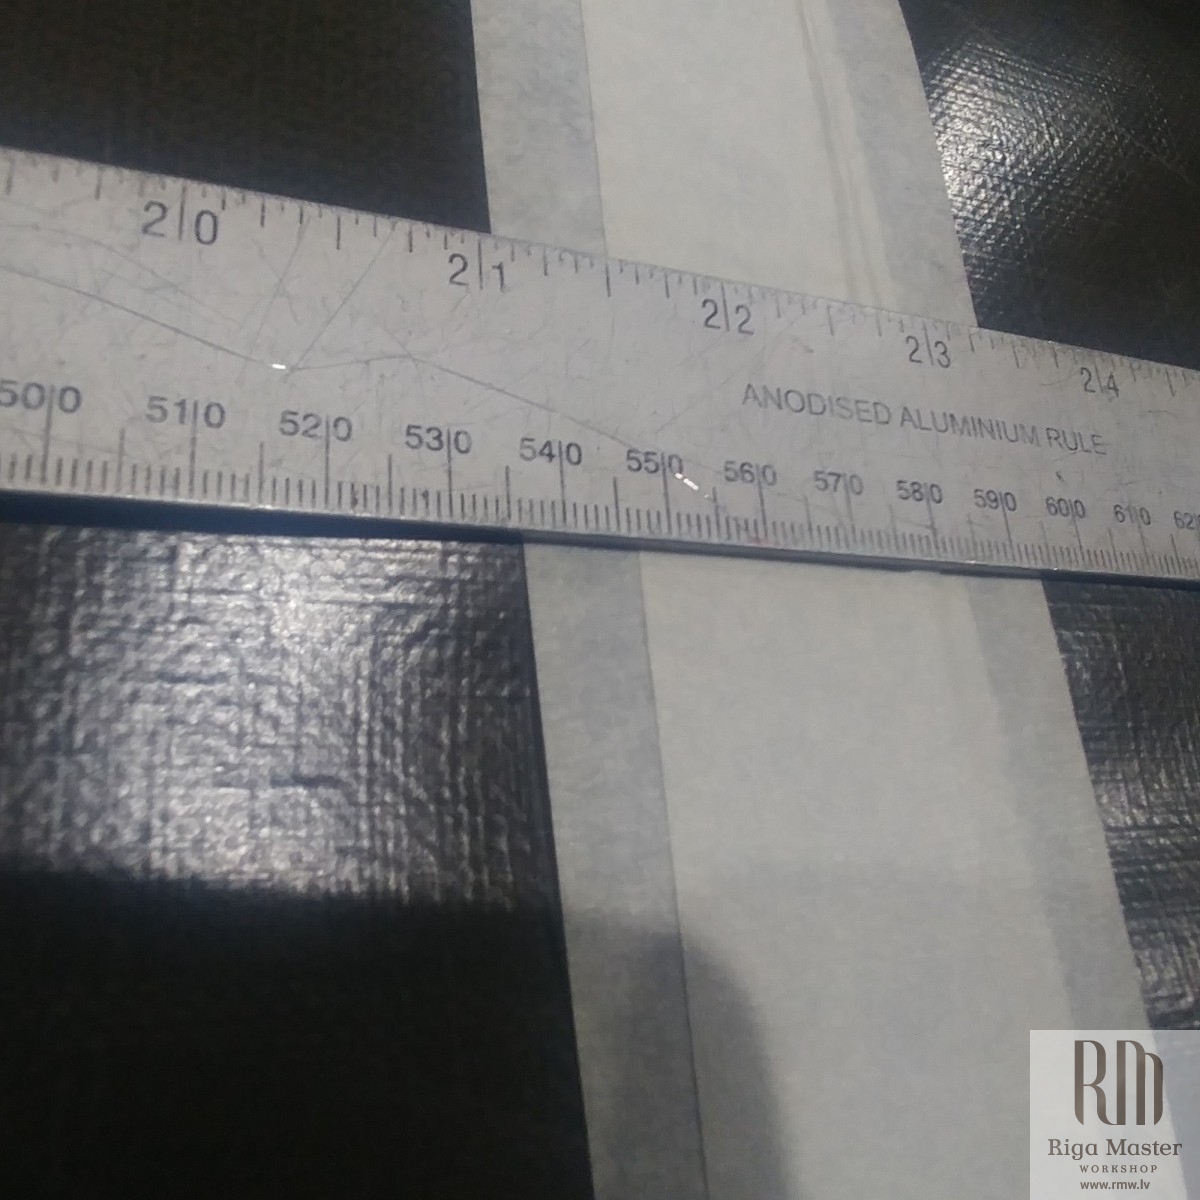 20 21 22 23 24
ANODISED ALUMINIUM RULE
500 510 520 530 540 550 560 570 580 590 600 610 620
RM
Riga Master
WORKSHOP
www.rmw.lv